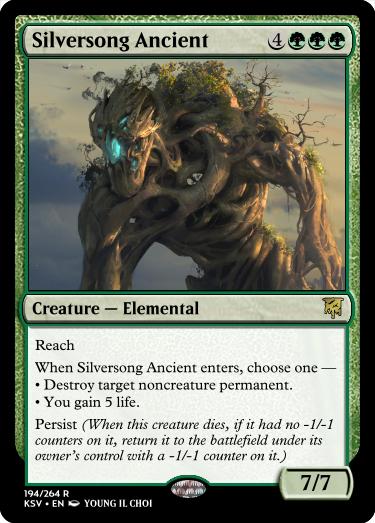 Silversong Ancient 4
Creature — Elemental
Reach
When Silversong Ancient enters, choose one —
• Destroy target noncreature permanent.
• You gain 5 life.
Persist (When this creature dies, if it had no -1/-1
counters on it, return it to the battlefield under its
owner's control with a -1/-1 counter on it.)
7/7
194/264 R
KSV • EN YOUNG IL CHOI